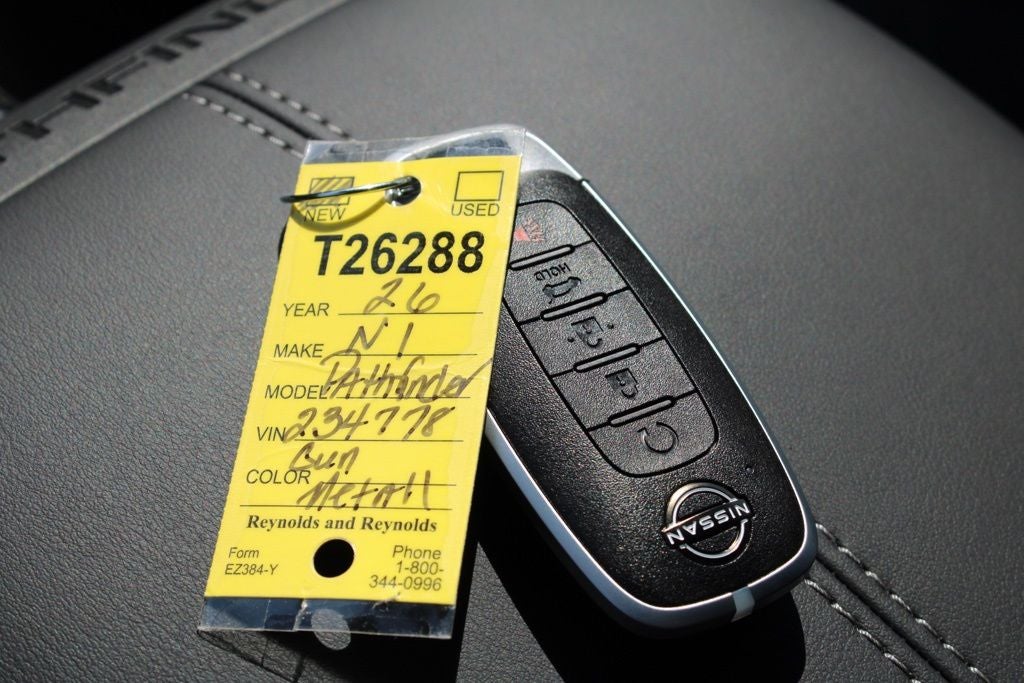 THFIND
NEW USED
T26288
YEAR 26
MAKE NI
MODEL Pathfinder
VIN 234778
COLOR Gun
Metall
Reynolds and Reynolds
Form Phone
EZ384-Y 1-800-
344-0996
HOLD
NISSAN